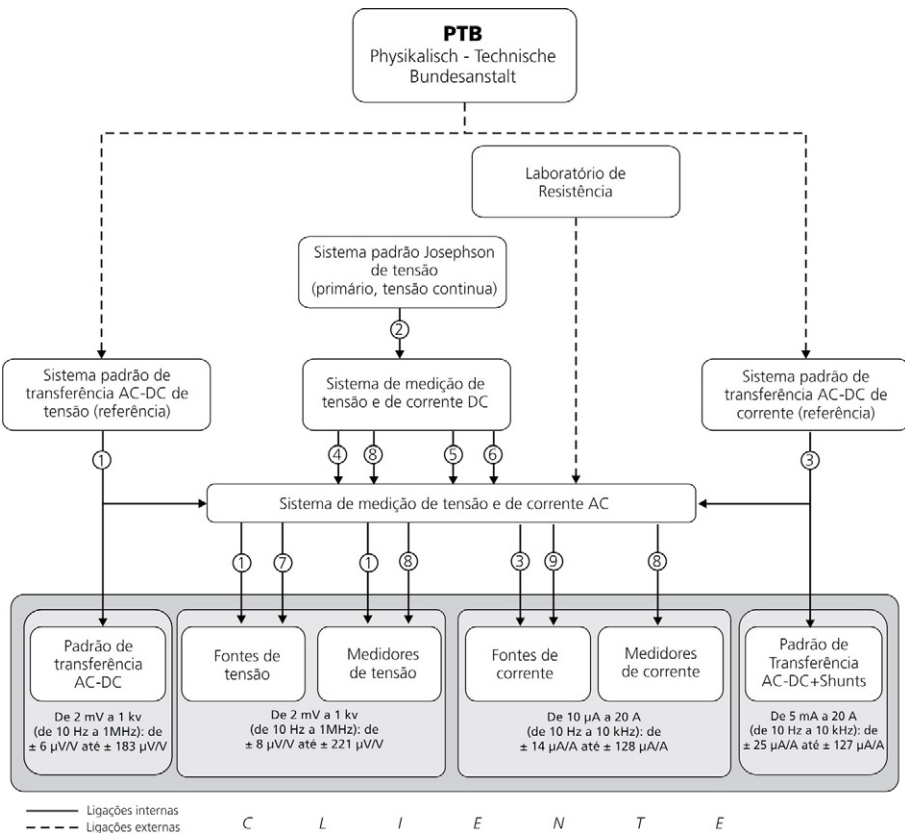 PTB
Physikalisch - Technische
Bundesanstalt
Laboratório de
Resistência
Sistema padrão Josephson
de tensão
(primário, tensão continua)
2
Sistema padrão de
transferência AC-DC de
tensão (referência)
Sistema de medição de
tensão e de corrente DC
Sistema padrão de
transferência AC-DC de
corrente (referência)
1
4
8
5
6
3
Sistema de medição de tensão e de corrente AC
1
7
1
8
3
9
8
Padrão de
transferência
AC-DC
Fontes de
tensão
Medidores
de tensão
Fontes de
corrente
Medidores
de corrente
Padrão de
Transferência
AC-DC+Shunts
De 2 mV a 1 kv
(de 10 Hz a 1MHz): de
± 6 µV/V até ± 183 µV/V
De 2 mV a 1 kv
(de 10 Hz a 1MHz): de
± 8 µV/V até ± 221 µV/V
De 10 µA a 20 A
(de 10 Hz a 10 kHz): de
± 14 µA/A até ± 128 µA/A
De 5 mA a 20 A
(de 10 Hz a 10 kHz): de
± 25 µA/A até ± 127 µA/A
Ligações internas
Ligações externas
C L I E N T E